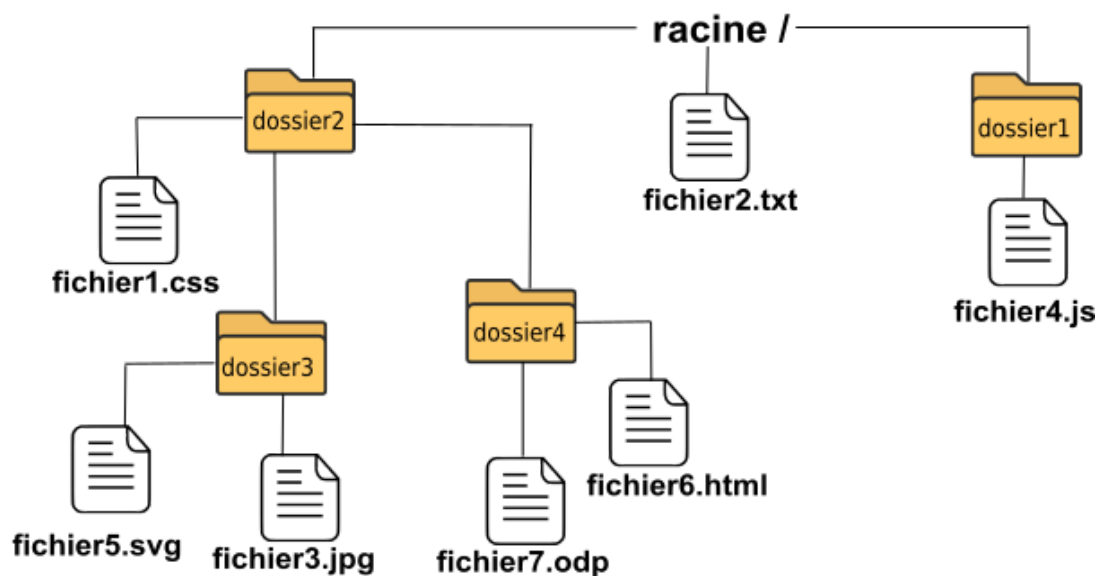 racine /
dossier2
dossier1
fichier2.txt
fichier1.css
fichier4.js
dossier4
dossier3
fichier6.html
fichier5.svg
fichier3.jpg
fichier7.odp